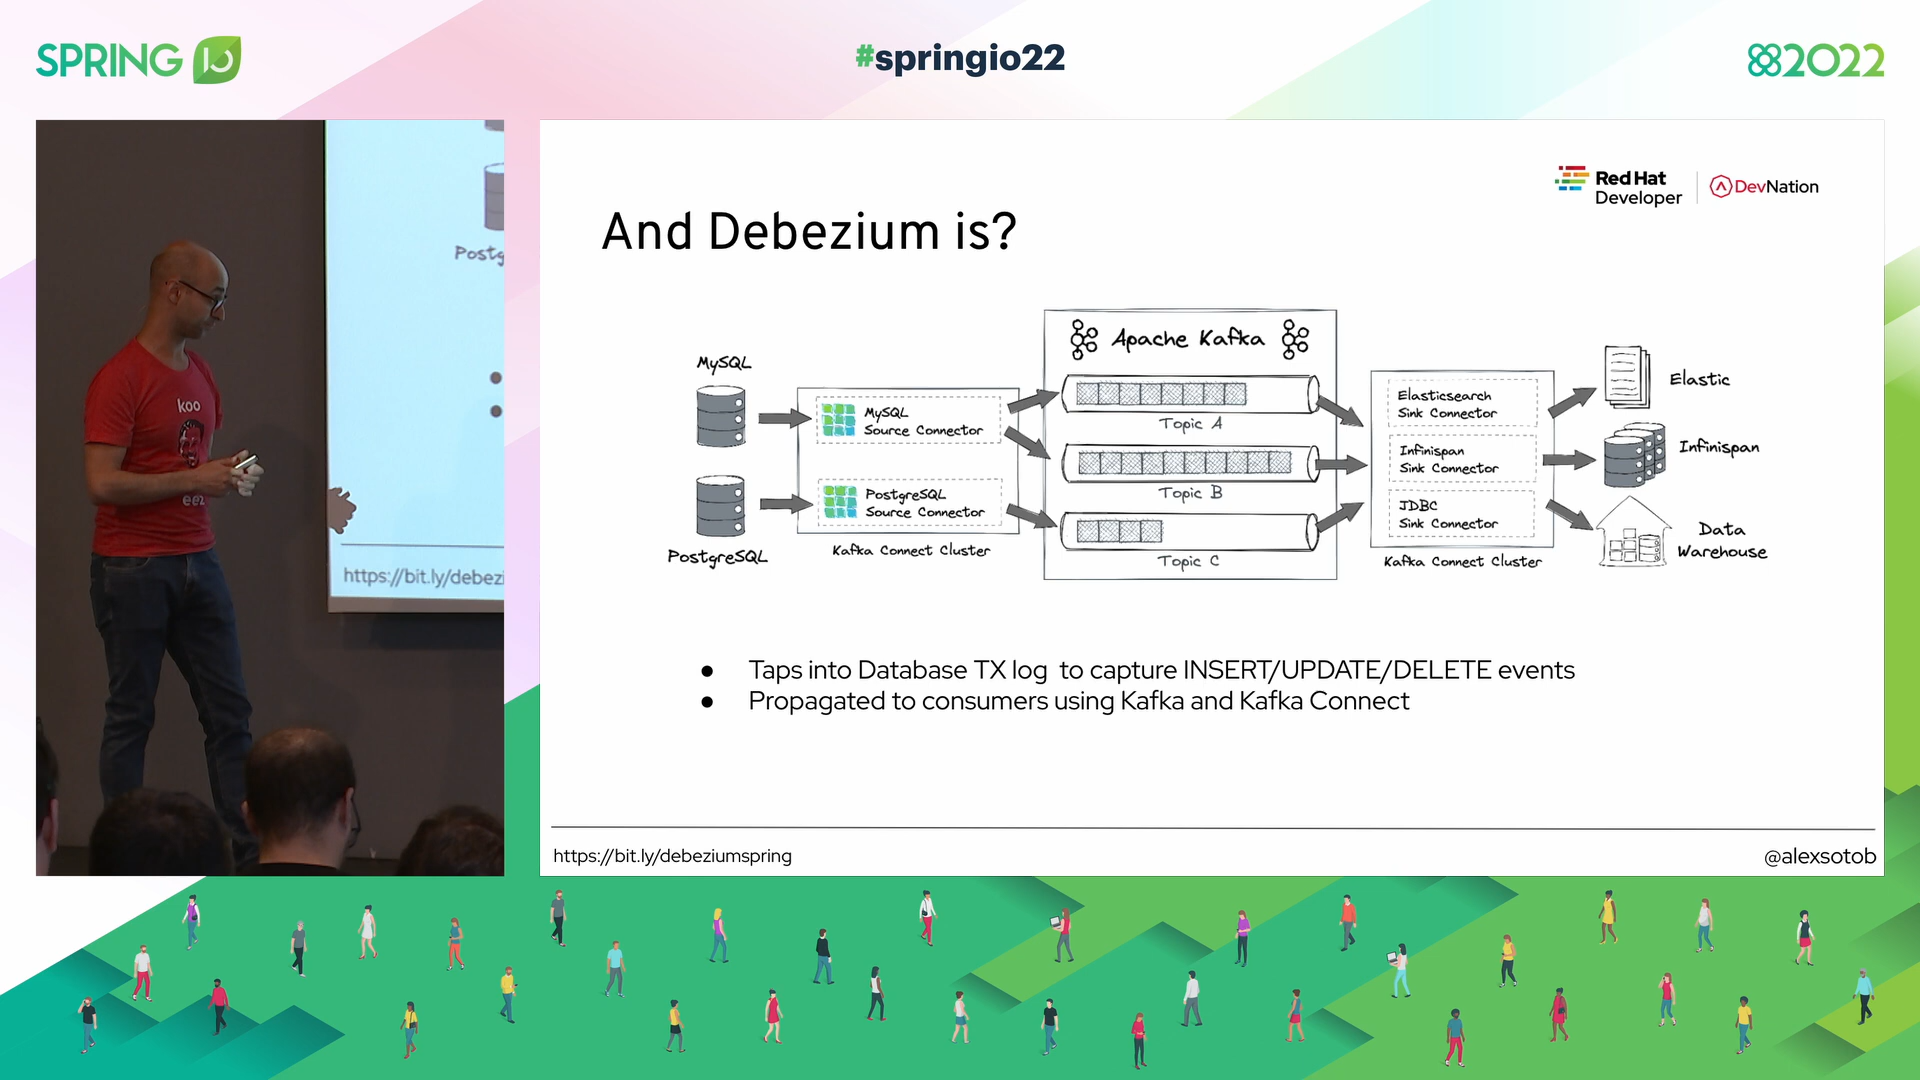 SPRING IO
#springio22
2022
Red Hat
Developer
DevNation
And Debezium is?
MySQL
PostgreSQL
MySQL
Source Connector
PostgreSQL
Source Connector
Kafka Connect Cluster
Apache Kafka
Topic A
Topic B
Topic C
Elasticsearch
Sink Connector
Infinispan
Sink Connector
JDBC
Sink Connector
Kafka Connect Cluster
Elastic
Infinispan
Data
Warehouse
● Taps into Database TX log to capture INSERT/UPDATE/DELETE events
● Propagated to consumers using Kafka and Kafka Connect
https://bit.ly/debeziumspring
@alexsotob
Postg
https://bit.ly/debezi
koo
eez